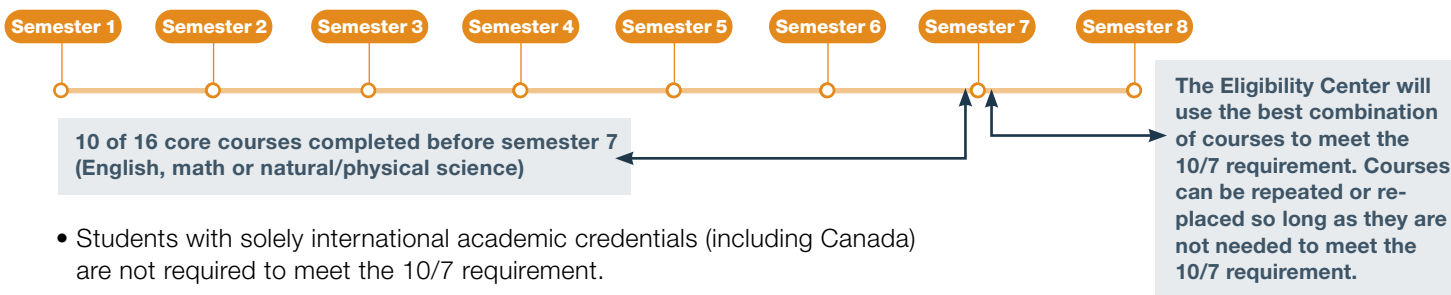 Semester 1
Semester 2
Semester 3
Semester 4
Semester 5
Semester 6
Semester 7
Semester 8
10 of 16 core courses completed before semester 7
(English, math or natural/physical science)
The Eligibility Center will
use the best combination
of courses to meet the
10/7 requirement. Courses
can be repeated or re-
placed so long as they are
not needed to meet the
10/7 requirement.
• Students with solely international academic credentials (including Canada)
are not required to meet the 10/7 requirement.